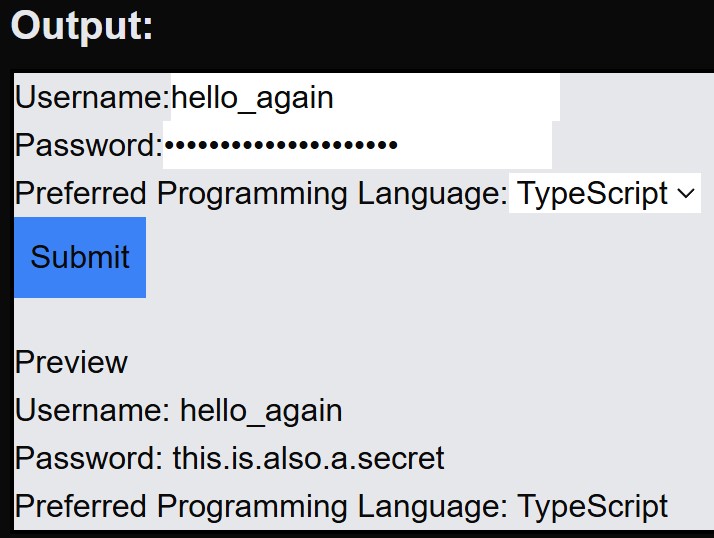 Output:
Username:hello_again
Password:•••••••••••••••••••••
Preferred Programming Language: TypeScript
Submit
Preview
Username: hello_again
Password: this.is.also.a.secret
Preferred Programming Language: TypeScript